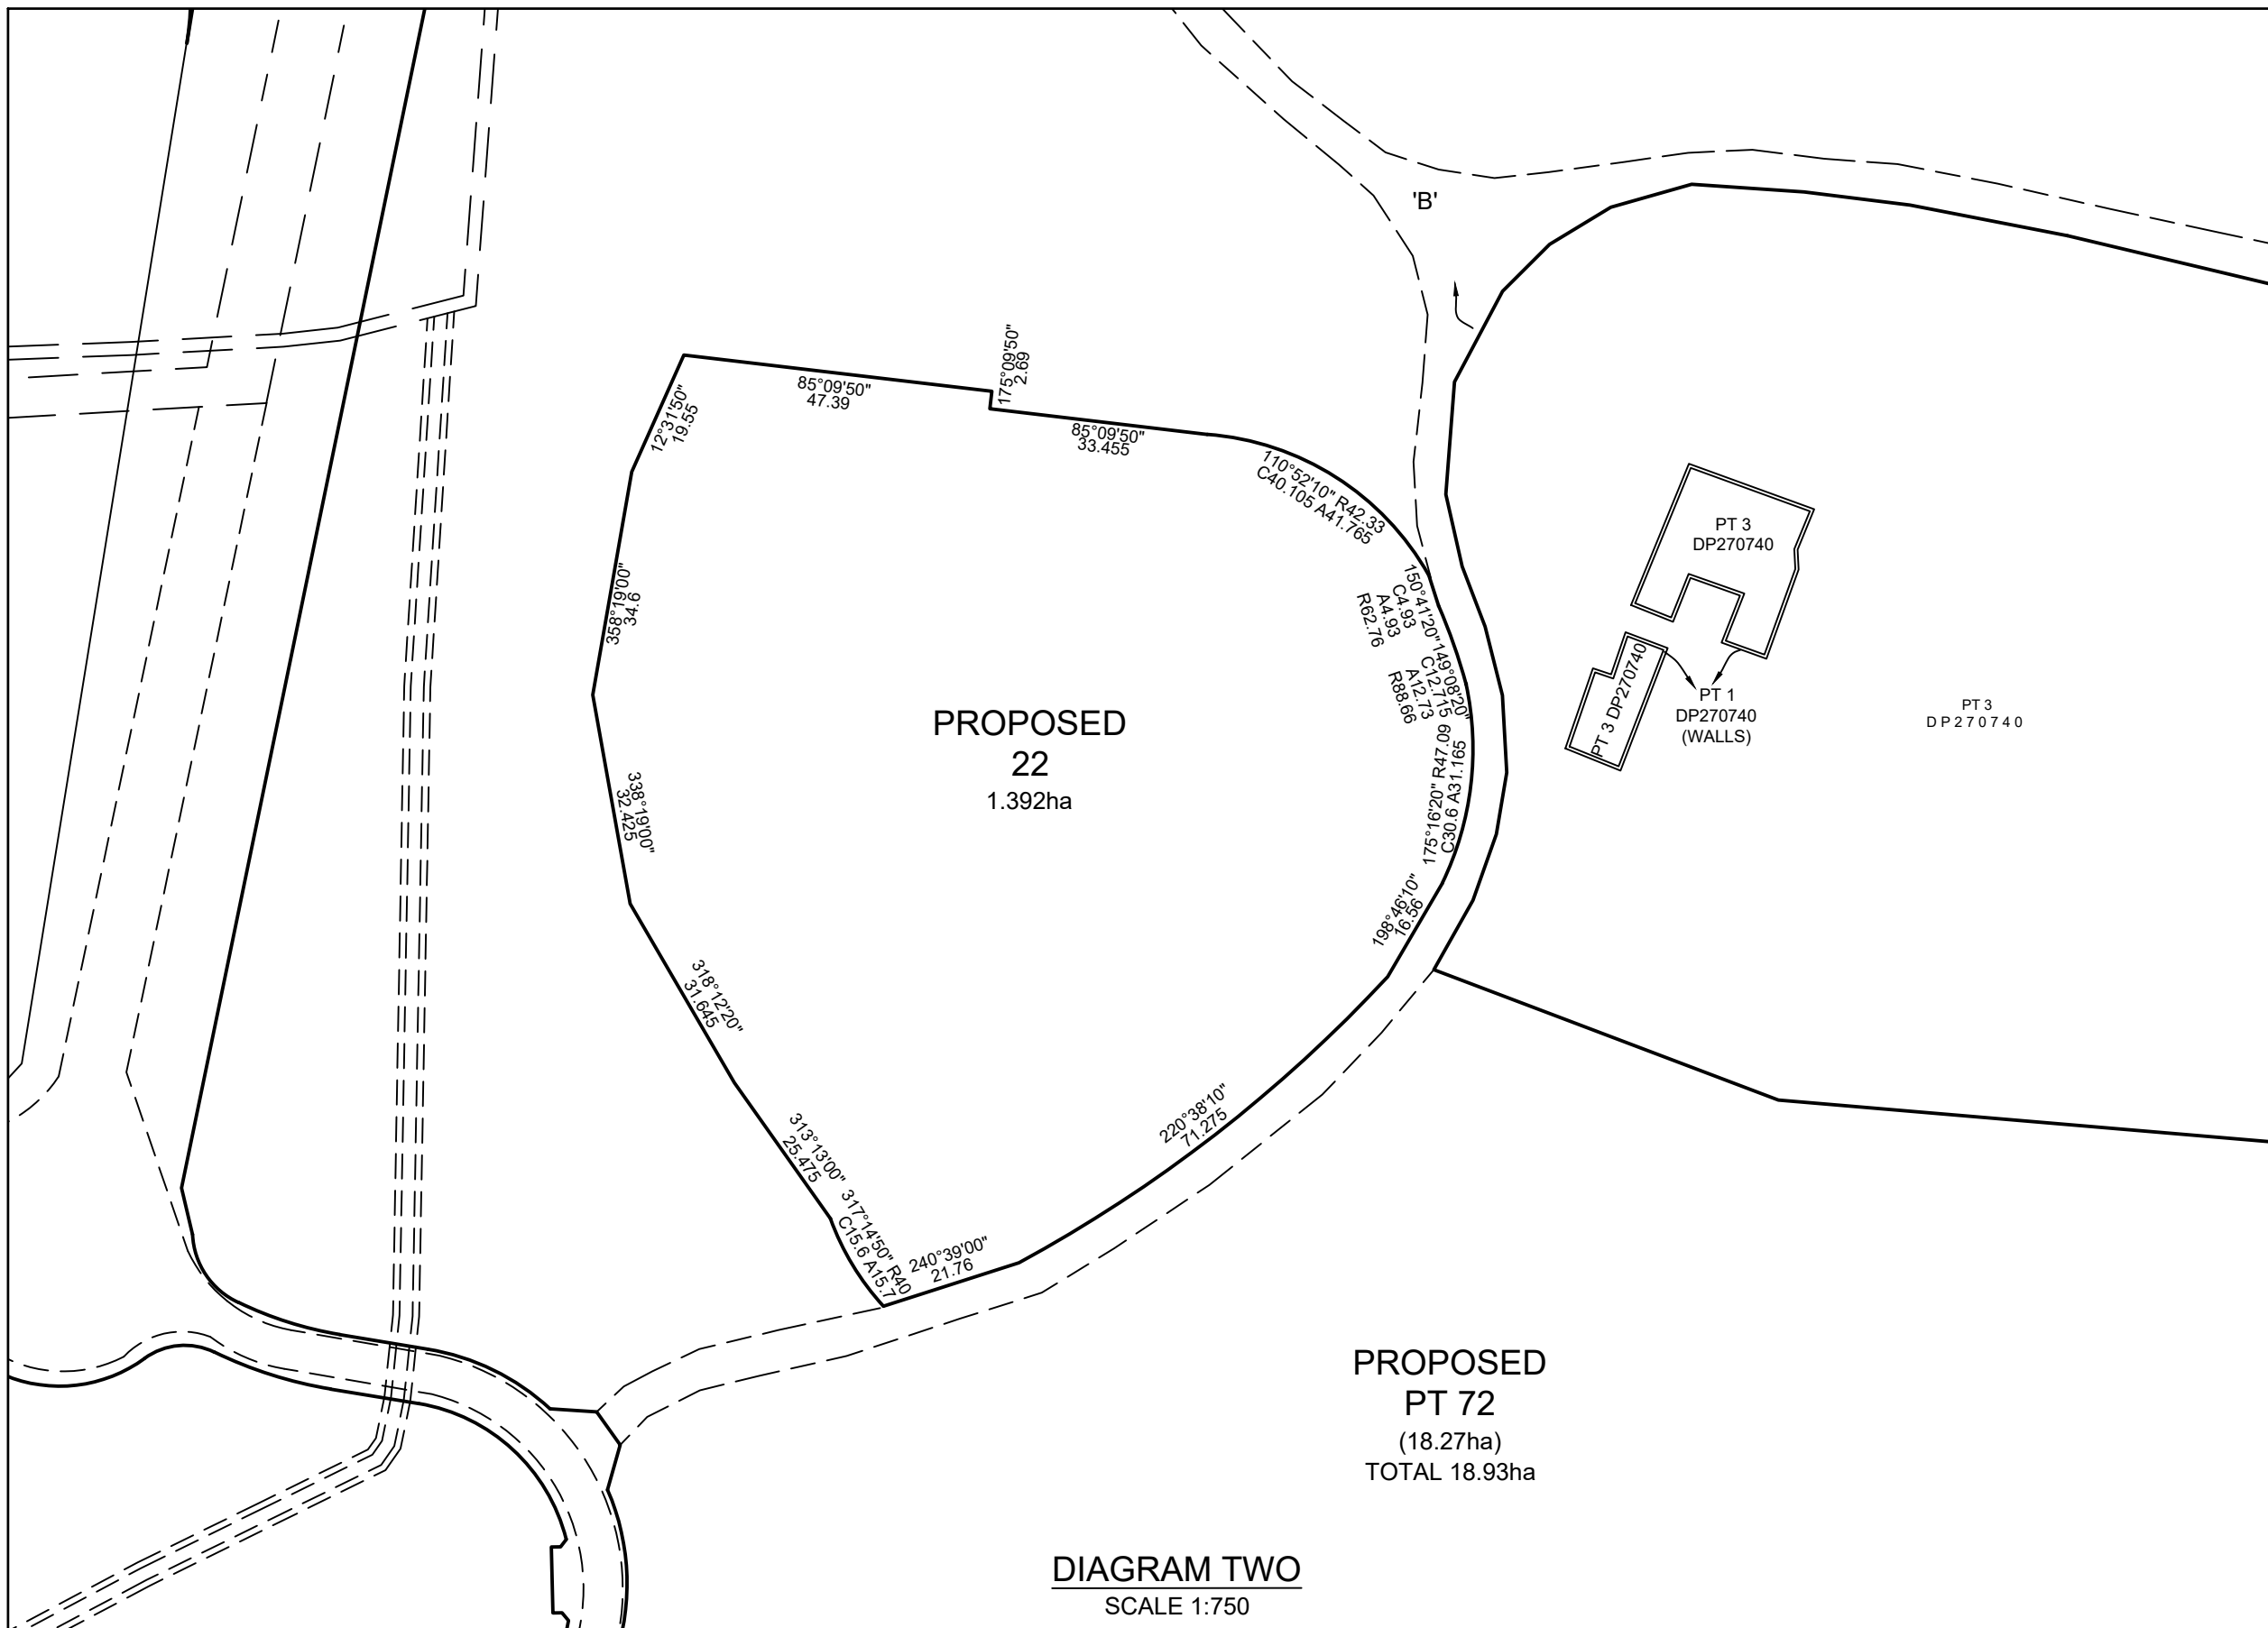 'B'
175°09'50"
2.69
85°09'50"
47.39
12°31'50"
19.55
85°09'50"
33.455
110°52'10" R42.33
C40.105 A41.765
150°41'20"
C4.93
A4.93
R62.76
149°08'20"
C12.715
A12.73
R88.66
175°16'20" R47.09
C30.6 A31.165
198°46'10"
16.56
358°19'00"
34.6
338°19'00"
32.425
318°12'20"
31.645
313°13'00"
25.475
317°14'50" R40
C15.6 A15.7
240°39'00"
21.76
220°38'10"
71.275
PROPOSED
22
1.392ha
PT 3
DP270740
PT 3 DP270740
PT 1
DP270740
(WALLS)
PT 3
DP270740
PROPOSED
PT 72
(18.27ha)
TOTAL 18.93ha
DIAGRAM TWO
SCALE 1:750